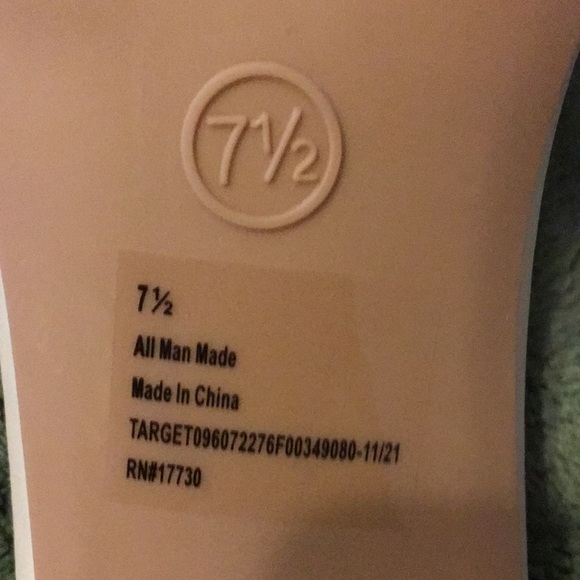 7½
7½
All Man Made
Made In China
TARGET096072276F00349080-11/21
RN#17730